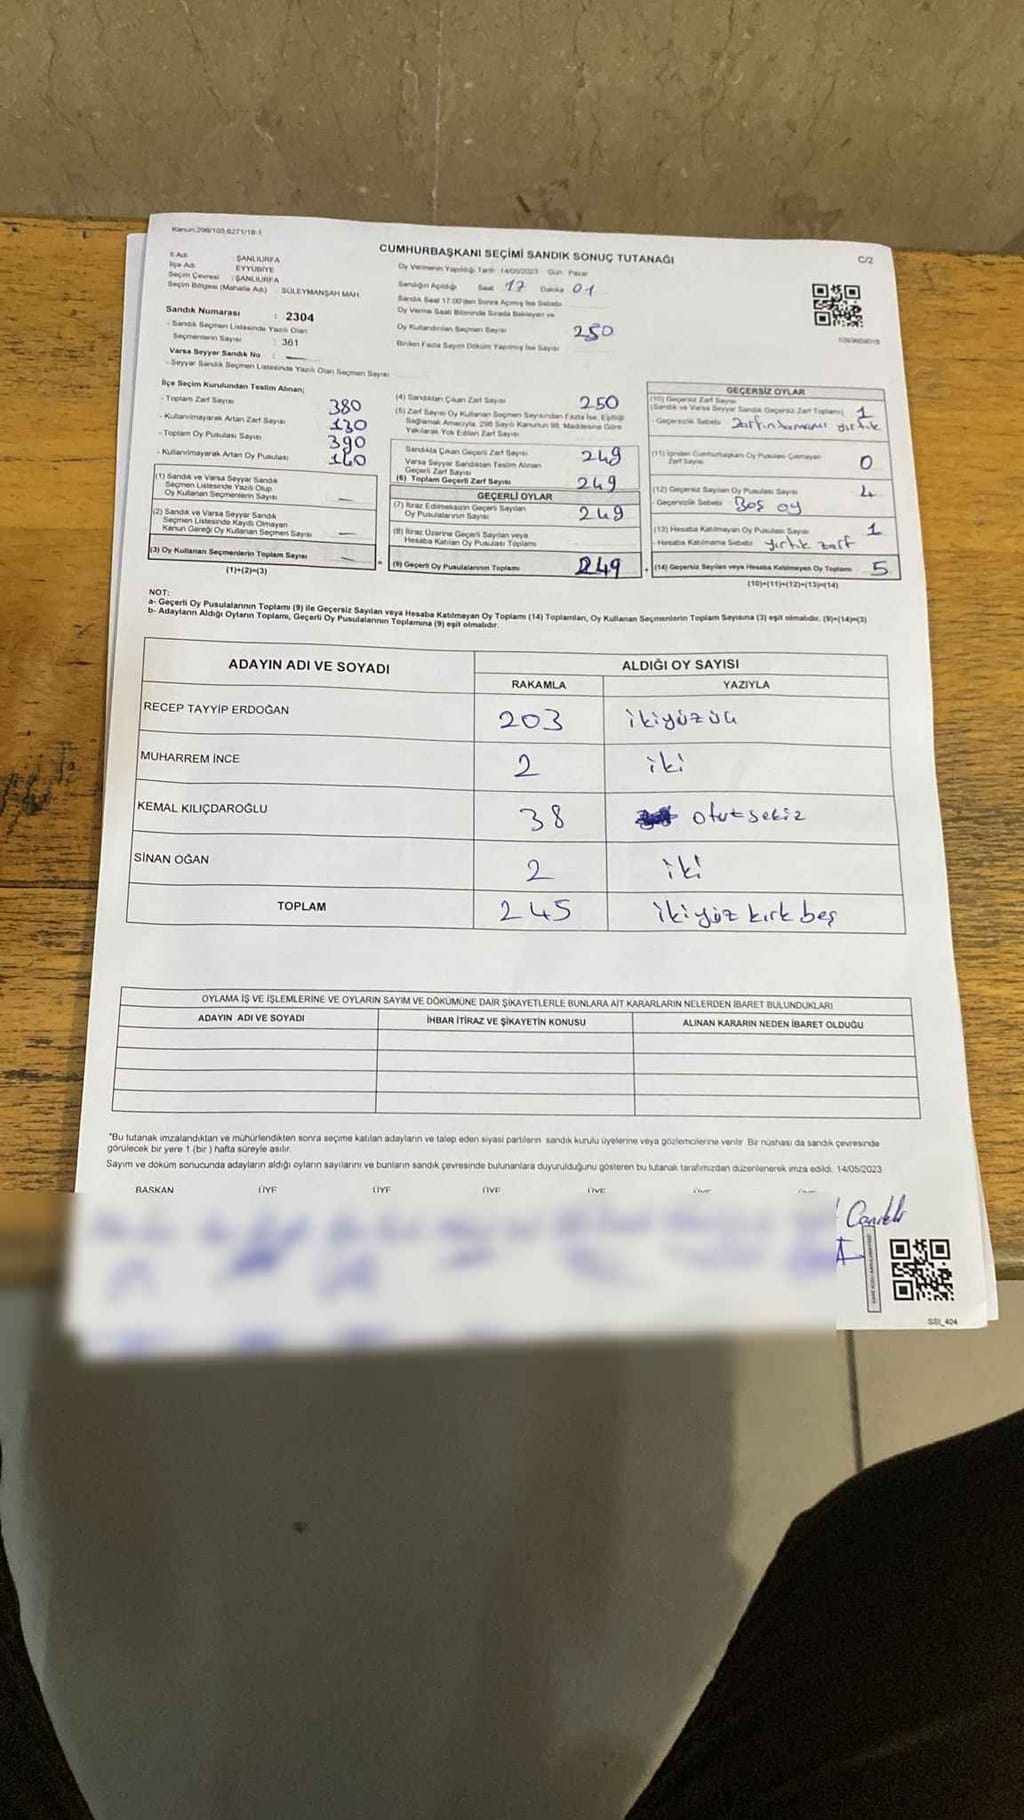 Kanun:298/105;6271/18-1
CUMHURBAŞKANI SEÇİMİ SANDIK SONUÇ TUTANAĞI
C/2
İl Adı : ŞANLIURFA
İlçe Adı : EYYÜBİYE
Seçim Çevresi : ŞANLIURFA
Seçim Bölgesi (Mahalle Adı) : SÜLEYMANŞAH MAH.
Sandık Numarası : 2304
- Sandık Seçmen Listesinde Yazılı Olan
Seçmenlerin Sayısı : 361
Varsa Seyyar Sandık No :
- Seyyar Sandık Seçmen Listesinde Yazılı Olan Seçmen Sayısı
Oy Vermenin Yapıldığı Tarih 14/05/2023 Gün Pazar
Sandığın Açıldığı Saat 17 Dakika 01
Sandık Saat 17:00'den Sonra Açılmış İse Sebebi
Oy Verme Saati Bitiminde Sırada Bekleyen ve
Oy Kullandırılan Seçmen Sayısı 250
Birden Fazla Sayım Döküm Yapılmış İse Sayısı
İlçe Seçim Kurulundan Teslim Alınan;
- Toplam Zarf Sayısı 380
- Kullanılmayarak Artan Zarf Sayısı 130
- Toplam Oy Pusulası Sayısı 390
- Kullanılmayarak Artan Oy Pusulası 140
(1) Sandık ve Varsa Seyyar Sandık
Seçmen Listesinde Yazılı Olup
Oy Kullanan Seçmenlerin Sayısı
(2) Sandık ve Varsa Seyyar Sandık
Seçmen Listesinde Kayıtlı Olmayan
Kanun Gereği Oy Kullanan Seçmen Sayısı
(3) Oy Kullanan Seçmenlerin Toplam Sayısı
(1)+(2)=(3)
(4) Sandıktan Çıkan Zarf Sayısı 250
(5) Zarf Sayısı Oy Kullanan Seçmen Sayısından Fazla İse, Eşitliği
Sağlamak Amacıyla, 298 Sayılı Kanunun 98. Maddesine Göre
Yakılarak Yok Edilen Zarf Sayısı
Sandıkta Çıkan Geçerli Zarf Sayısı 249
Varsa Seyyar Sandıktan Teslim Alınan
Geçerli Zarf Sayısı
(6) Toplam Geçerli Zarf Sayısı 249
GEÇERLİ OYLAR
(7) İtiraz Edilmeksizin Geçerli Sayılan
Oy Pusulalarının Sayısı 249
(8) İtiraz Üzerine Geçerli Sayılan veya
Hesaba Katılan Oy Pusulası Toplamı
(9) Geçerli Oy Pusulalarının Toplamı 249
GEÇERSİZ OYLAR
(10) Geçersiz Zarf Sayısı
(Sandık ve Varsa Seyyar Sandık Geçersiz Zarf Toplamı) 1
- Geçersizlik Sebebi Zarfın tamamı yırtık
(11) İçinden Cumhurbaşkanı Oy Pusulası Çıkmayan
Zarf Sayısı 0
(12) Geçersiz Sayılan Oy Pusulası Sayısı 4
- Geçersizlik Sebebi Boş oy
(13) Hesaba Katılmayan Oy Pusulası Sayısı 1
- Hesaba Katılmama Sebebi yırtık zarf
(14) Geçersiz Sayılan veya Hesaba Katılmayan Oy Toplamı 5
(10)+(11)+(12)+(13)=(14)
NOT:
a- Geçerli Oy Pusulalarının Toplamı (9) ile Geçersiz Sayılan veya Hesaba Katılmayan Oy Toplamı (14) Toplamları, Oy Kullanan Seçmenlerin Toplam Sayısına (3) eşit olmalıdır. (9)+(14)=(3)
b- Adayların Aldığı Oyların Toplamı, Geçerli Oy Pusulalarının Toplamına (9) eşit olmalıdır.
ADAYIN ADI VE SOYADI
ALDIĞI OY SAYISI
RAKAMLA YAZIYLA
RECEP TAYYİP ERDOĞAN 203 ikiyüzüç
MUHARREM İNCE 2 iki
KEMAL KILIÇDAROĞLU 38 otuzsekiz
SİNAN OĞAN 2 iki
TOPLAM 245 ikiyüz kırk beş
OYLAMA İŞ VE İŞLEMLERİNE VE OYLARIN SAYIM VE DÖKÜMÜNE DAİR ŞİKAYETLERLE BUNLARA AİT KARARLARIN NELERDEN İBARET BULUNDUKLARI
ADAYIN ADI VE SOYADI İHBAR İTİRAZ VE ŞİKAYETİN KONUSU ALINAN KARARIN NEDEN İBARET OLDUĞU
"Bu tutanak imzalandıktan ve mühürlendikten sonra seçime katılan adayların ve talep eden siyasi partilerin sandık kurulu üyelerine veya gözlemcilerine verilir. Bir nüshası da sandık çevresinde
görülecek bir yere 1 (bir ) hafta süreyle asılır.
Sayım ve döküm sonucunda adayların aldığı oyların sayılarını ve bunların sandık çevresinde bulunanlara duyurulduğunu gösteren bu tutanak tarafımızdan düzenlenerek imza edildi. 14/05/2023
BAŞKAN ÜYE ÜYE ÜYE ÜYE
SSI_404